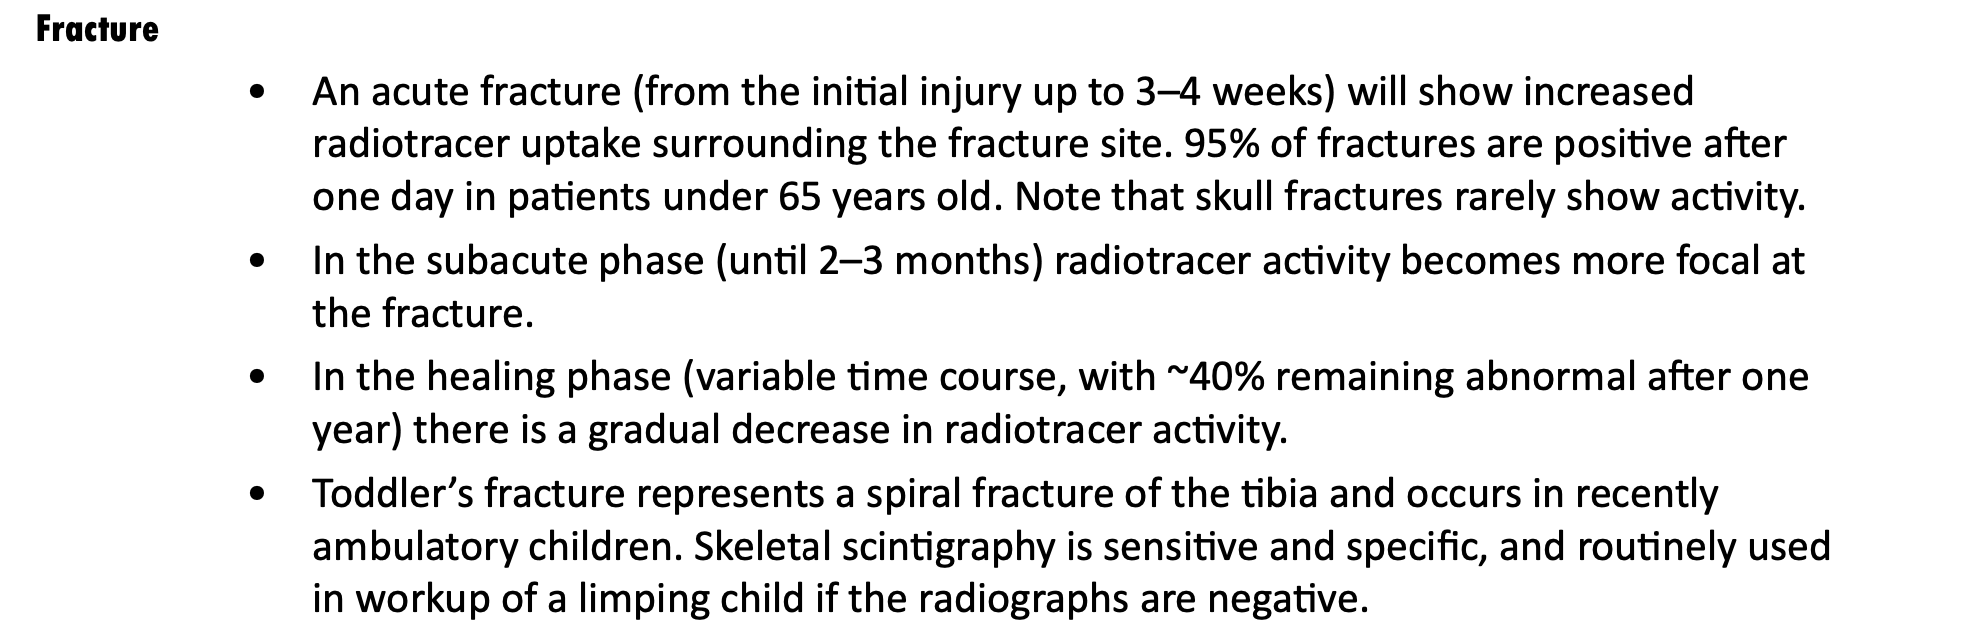 Fracture
• An acute fracture (from the initial injury up to 3–4 weeks) will show increased
radiotracer uptake surrounding the fracture site. 95% of fractures are positive after
one day in patients under 65 years old. Note that skull fractures rarely show activity.
• In the subacute phase (until 2–3 months) radiotracer activity becomes more focal at
the fracture.
• In the healing phase (variable time course, with ~40% remaining abnormal after one
year) there is a gradual decrease in radiotracer activity.
• Toddler’s fracture represents a spiral fracture of the tibia and occurs in recently
ambulatory children. Skeletal scintigraphy is sensitive and specific, and routinely used
in workup of a limping child if the radiographs are negative.